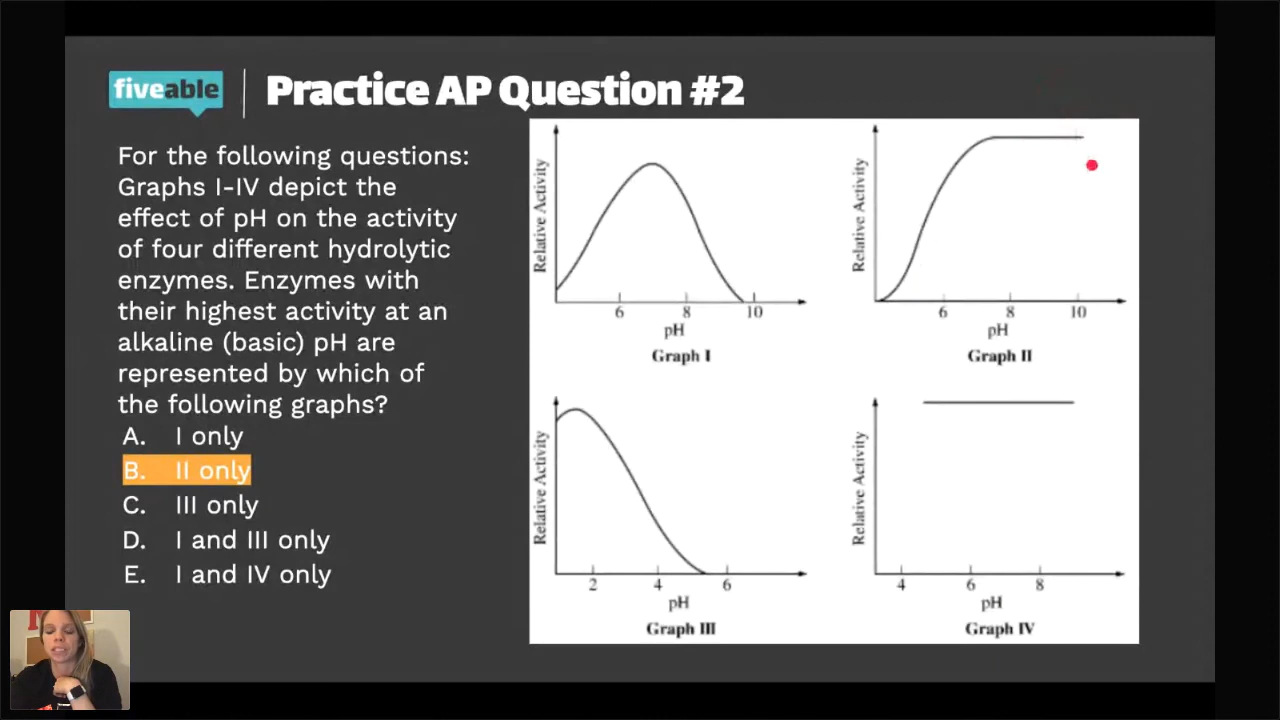 fiveable
Practice AP Question #2
For the following questions:
Graphs I-IV depict the
effect of pH on the activity
of four different hydrolytic
enzymes. Enzymes with
their highest activity at an
alkaline (basic) pH are
represented by which of
the following graphs?
A. I only
B. II only
C. III only
D. I and III only
E. I and IV only
Relative Activity
6 8 10
pH
Graph I
Relative Activity
6 8 10
pH
Graph II
Relative Activity
2 4 6
pH
Graph III
Relative Activity
4 6 8
pH
Graph IV